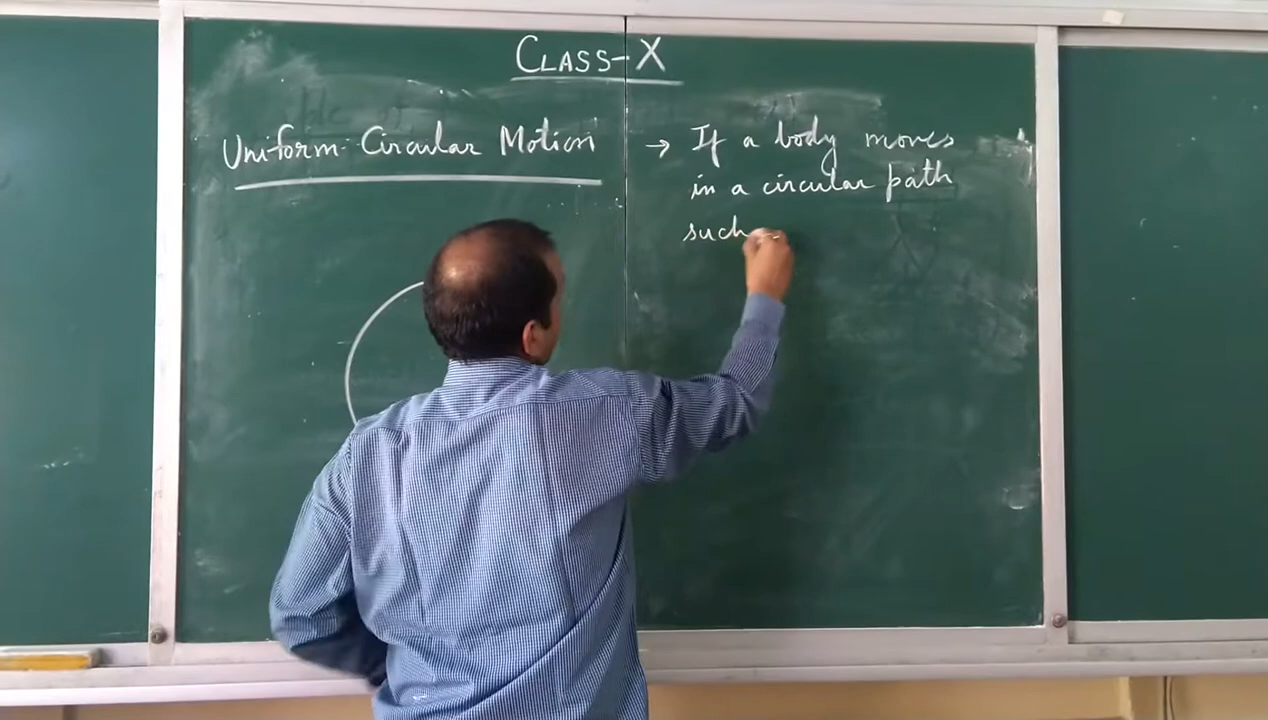 CLASS-X
Uniform Circular Motion → If a body moves
in a circular path
such